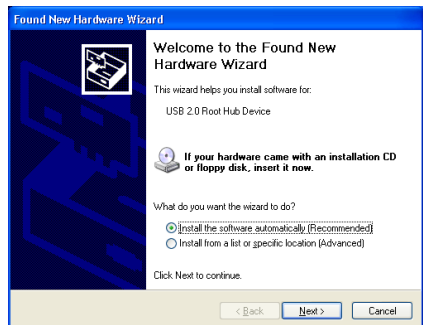 Found New Hardware Wizard
Welcome to the Found New
Hardware Wizard
This wizard helps you install software for:
USB 2.0 Root Hub Device
If your hardware came with an installation CD
or floppy disk, insert it now.
What do you want the wizard to do?
Install the software automatically (Recommended)
Install from a list or specific location (Advanced)
Click Next to continue.
< Back Next > Cancel